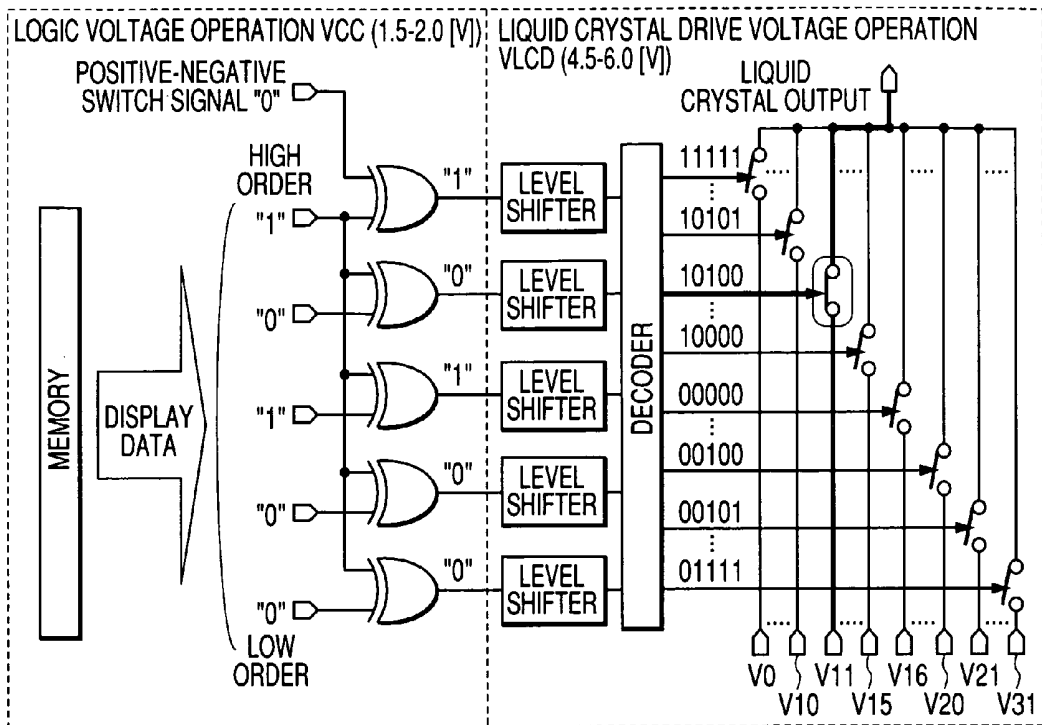 LOGIC VOLTAGE OPERATION VCC (1.5-2.0 [V])
LIQUID CRYSTAL DRIVE VOLTAGE OPERATION
VLCD (4.5-6.0 [V])
POSITIVE-NEGATIVE
SWITCH SIGNAL "0"
LIQUID
CRYSTAL OUTPUT
HIGH
ORDER
"1"
"0"
"1"
"0"
"0"
LOW
ORDER
MEMORY
DISPLAY
DATA
"1"
"0"
"1"
"0"
"0"
LEVEL
SHIFTER
LEVEL
SHIFTER
LEVEL
SHIFTER
LEVEL
SHIFTER
LEVEL
SHIFTER
DECODER
11111
10101
10100
10000
00000
00100
00101
01111
V0
V10
V11
V15
V16
V20
V21
V31